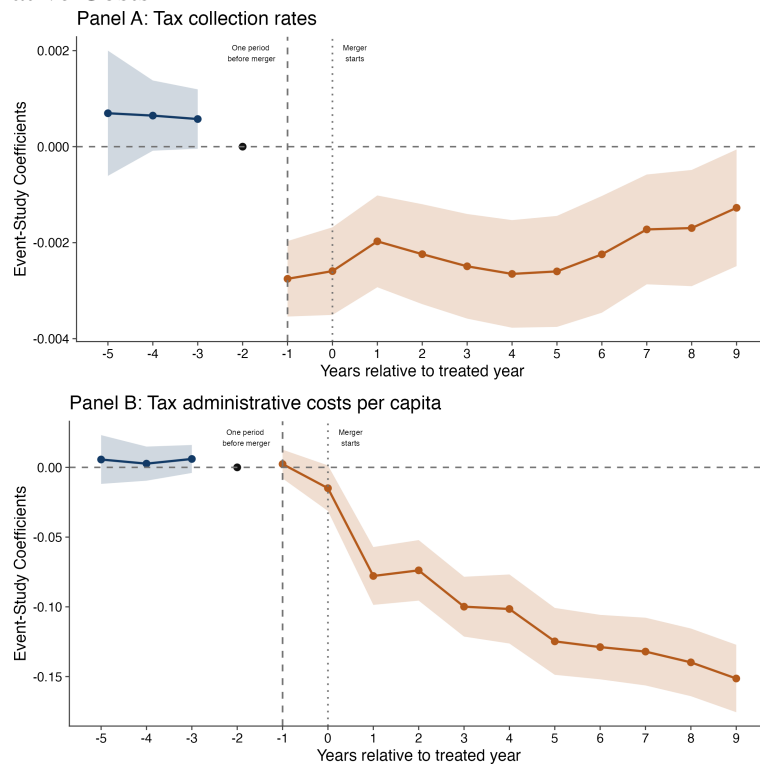 Panel A: Tax collection rates
One period
before merger
Merger
starts
0.002
0.000
-0.002
-0.004
Event-Study Coefficients
-5 -4 -3 -2 -1 0 1 2 3 4 5 6 7 8 9
Years relative to treated year
Panel B: Tax administrative costs per capita
One period
before merger
Merger
starts
0.00
-0.05
-0.10
-0.15
Event-Study Coefficients
-5 -4 -3 -2 -1 0 1 2 3 4 5 6 7 8 9
Years relative to treated year